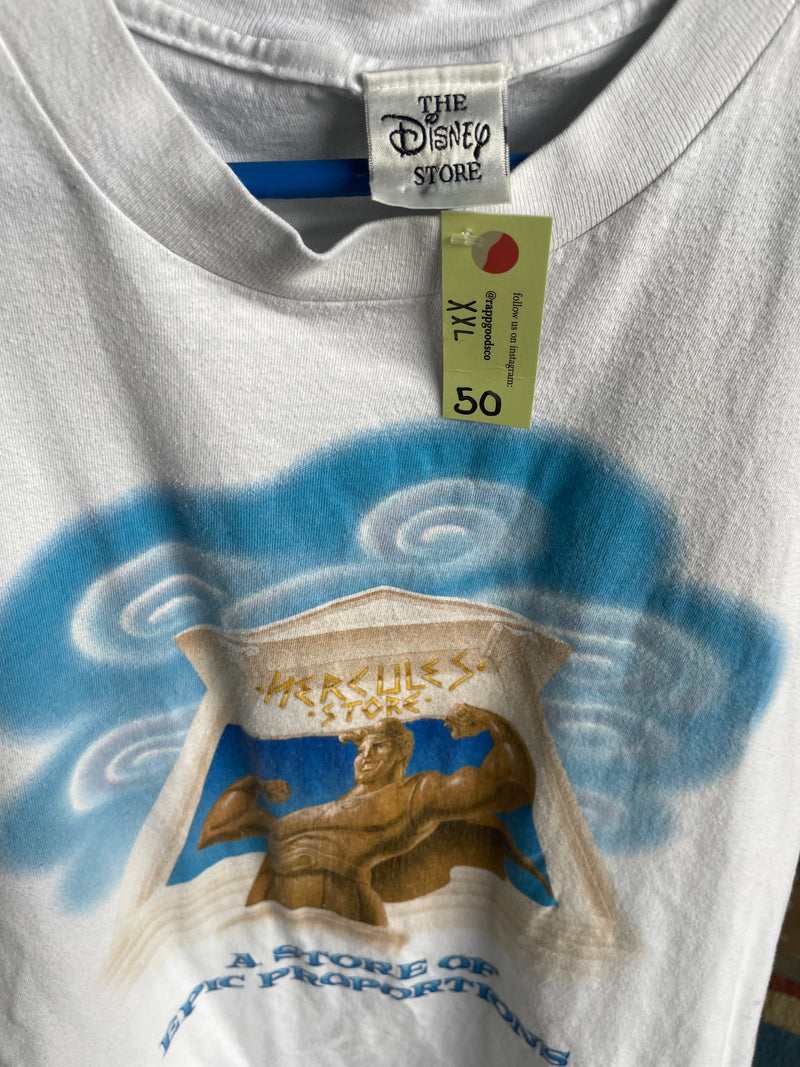 THE
DISNEY
STORE
follow us on instagram:
@rappgoodsco
XXL
50
·HERCULES·
·STORE·
A STORE OF
EPIC PROPORTIONS